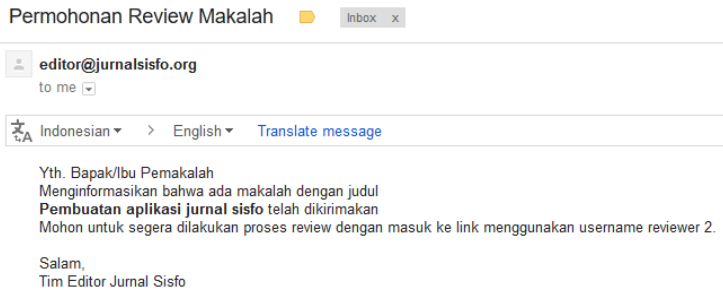 Permohonan Review Makalah Inbox x
editor@jurnalsisfo.org
to me
Indonesian > English Translate message
Yth. Bapak/Ibu Pemakalah
Menginformasikan bahwa ada makalah dengan judul
Pembuatan aplikasi jurnal sisfo telah dikirimakan
Mohon untuk segera dilakukan proses review dengan masuk ke link menggunakan username reviewer 2.
Salam,
Tim Editor Jurnal Sisfo